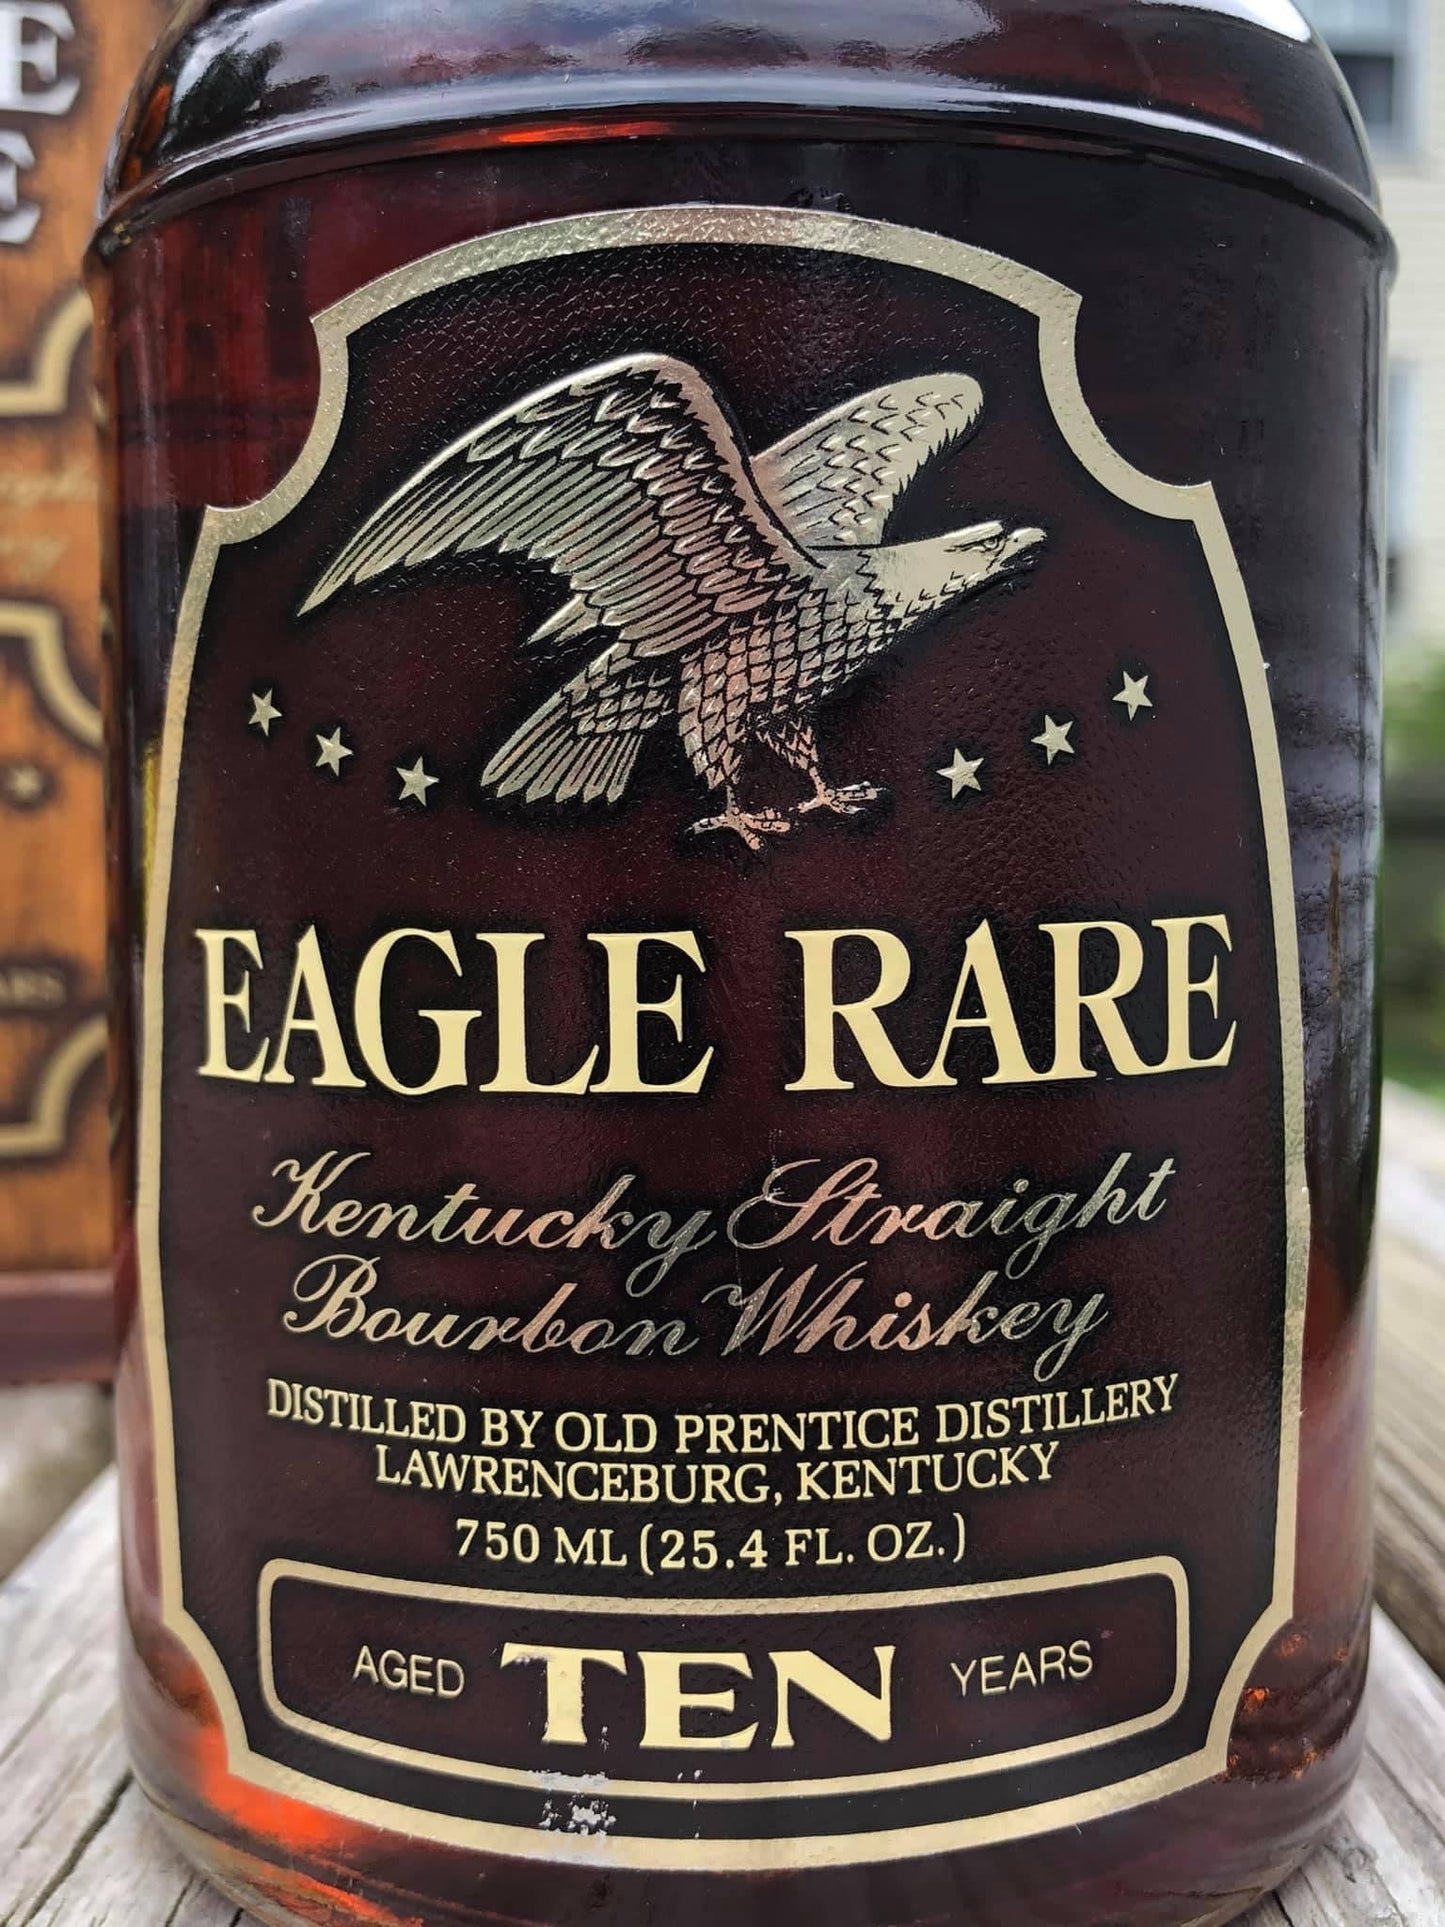 EAGLE RARE
Kentucky Straight
Bourbon Whiskey
DISTILLED BY OLD PRENTICE DISTILLERY
LAWRENCEBURG, KENTUCKY
750 ML (25.4 FL. OZ.)
AGED TEN YEARS